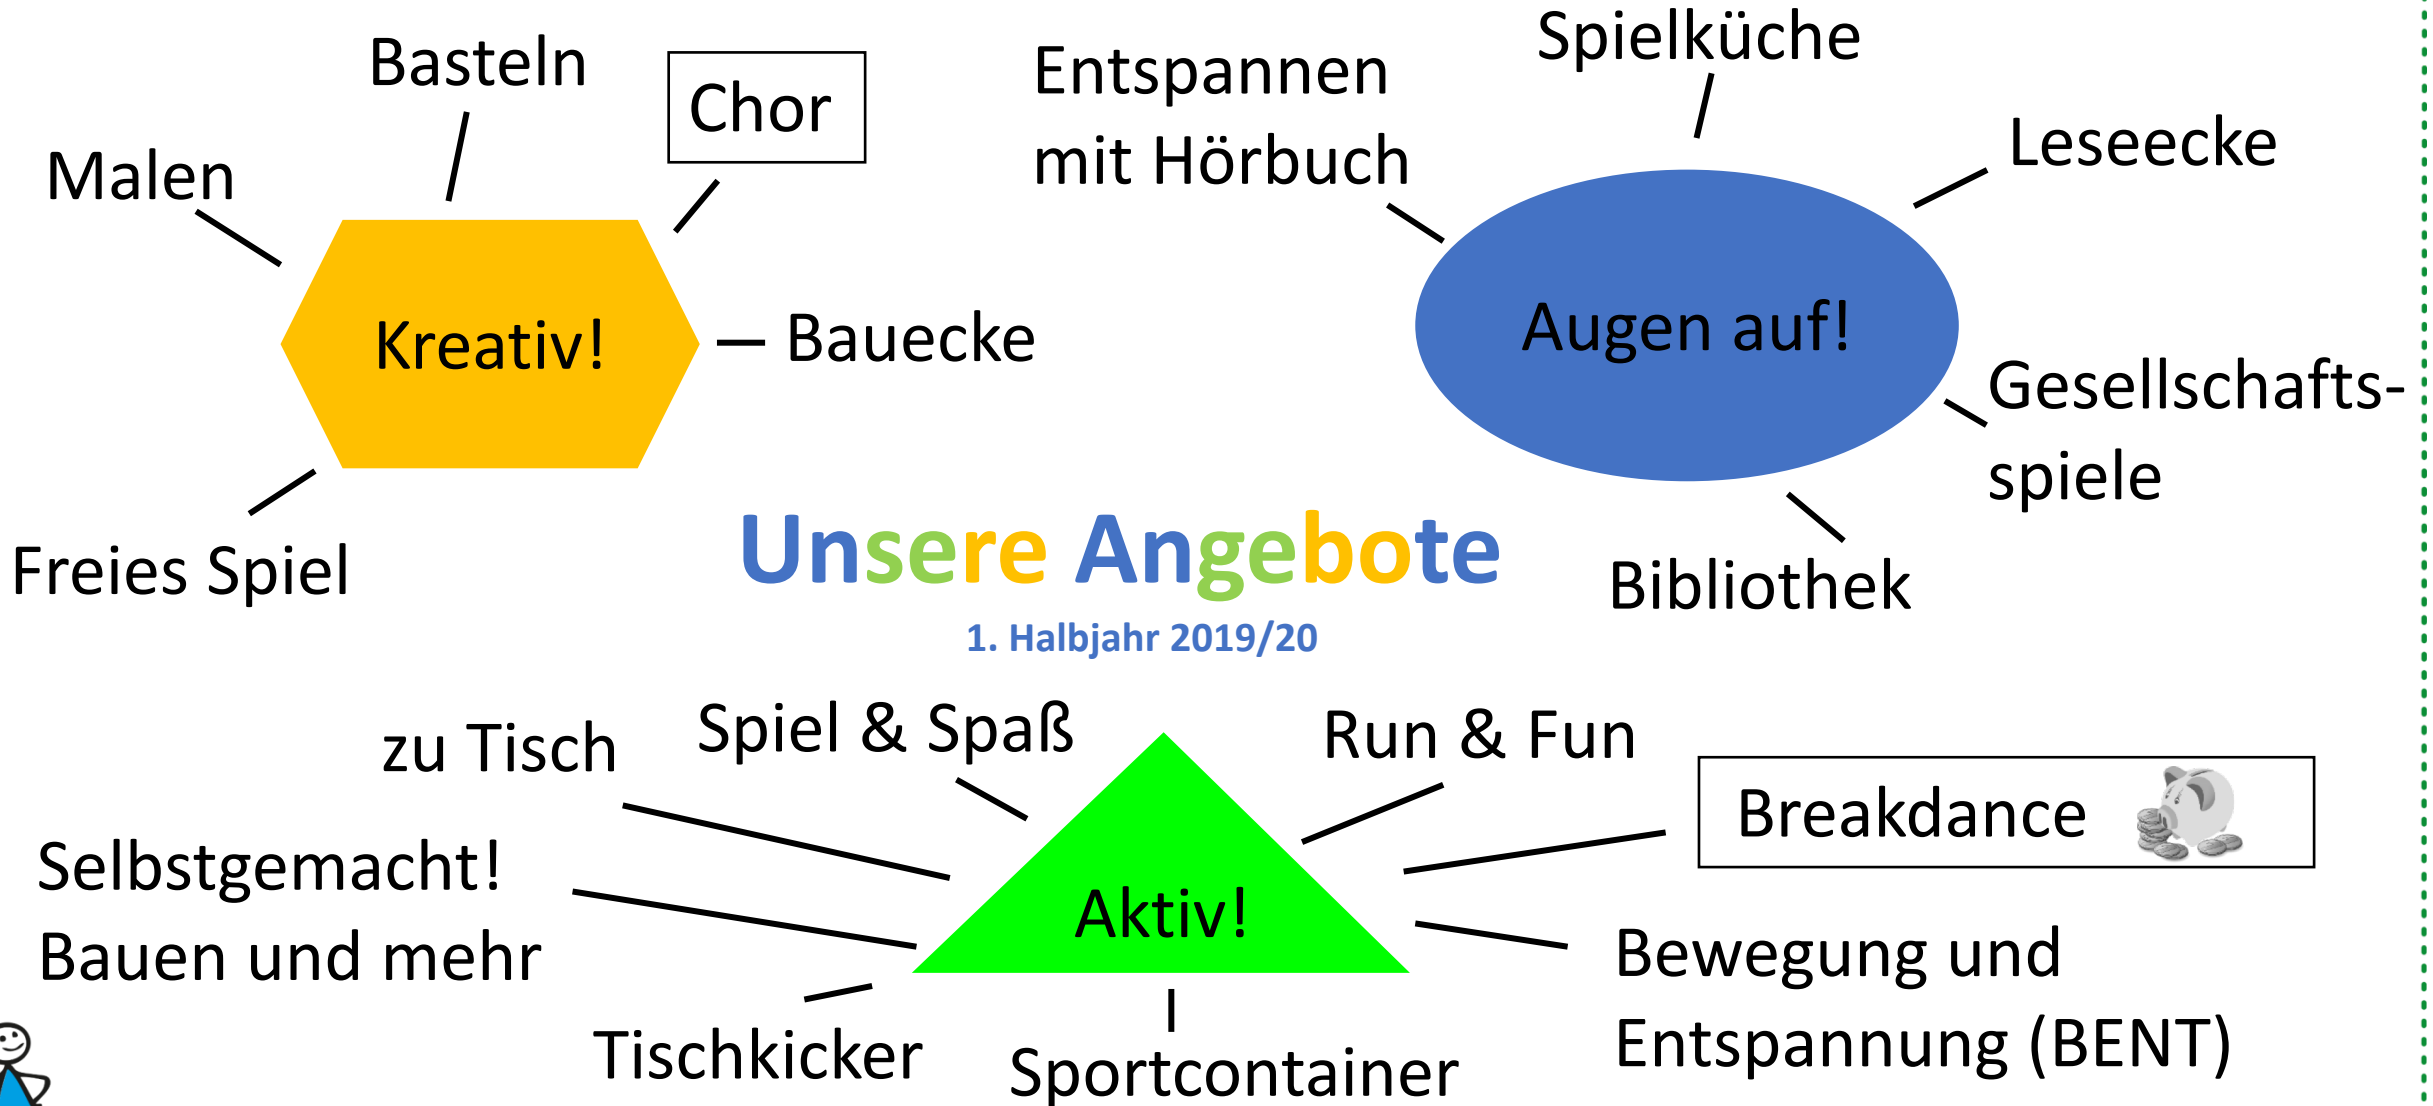 Basteln
Chor
Malen
Kreativ!
Bauecke
Freies Spiel
Spielküche
Entspannen
mit Hörbuch
Leseecke
Augen auf!
Gesellschafts-
spiele
Bibliothek
Unsere Angebote
1. Halbjahr 2019/20
zu Tisch
Spiel & Spaß
Run & Fun
Breakdance
Selbstgemacht!
Bauen und mehr
Aktiv!
Bewegung und
Entspannung (BENT)
Tischkicker
Sportcontainer